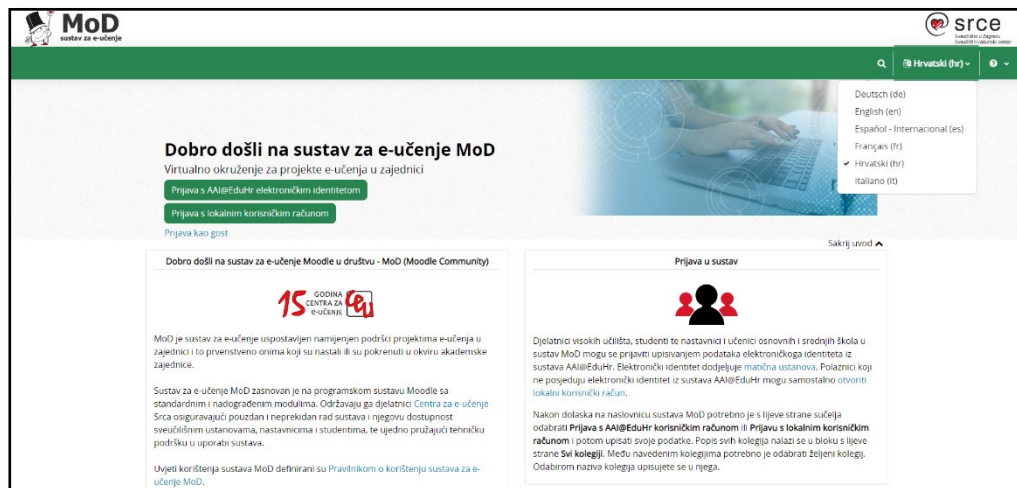 MoD
sustav za e-učenje
srce
Sveučilište u Zagrebu
Sveučilišni računski centar
Hrvatski (hr)
Deutsch (de)
English (en)
Español - Internacional (es)
Français (fr)
Hrvatski (hr)
Italiano (it)
Dobro došli na sustav za e-učenje MoD
Virtualno okruženje za projekte e-učenja u zajednici
Prijava s AAI@EduHr elektroničkim identitetom
Prijava s lokalnim korisničkim računom
Prijava kao gost
Sakrij uvod
Dobro došli na sustav za e-učenje Moodle u društvu - MoD (Moodle Community)
15 GODINA
CENTRA ZA
e-UČENJE
ceu
MoD je sustav za e-učenje uspostavljen namijenjen podršci projektima e-učenja u
zajednici i to prvenstveno onima koji su nastali ili su pokrenuti u okviru akademske
zajednice.
Sustav za e-učenje MoD zasnovan je na programskom sustavu Moodle sa
standardnim i nadograđenim modulima. Održavaju ga djelatnici Centra za e-učenje
Srca osiguravajući pouzdan i neprekidan rad sustava i njegovu dostupnost
sveučilišnim ustanovama, nastavnicima i studentima, te ujedno pružajući tehničku
podršku u uporabi sustava.
Uvjeti korištenja sustava MoD definirani su Pravilnikom o korištenju sustava za e-
učenje MoD.
Prijava u sustav
Djelatnici visokih učilišta, studenti te nastavnici i učenici osnovnih i srednjih škola u
sustav MoD mogu se prijaviti upisivanjem podataka elektroničkoga identiteta iz
sustava AAI@EduHr. Elektronički identitet dodjeljuje matična ustanova. Polaznici koji
ne posjeduju elektronički identitet iz sustava AAI@EduHr mogu samostalno otvoriti
lokalni korisnički račun.
Nakon dolaska na naslovnicu sustava MoD potrebno je s lijeve strane sučelja
odabrati Prijava s AAI@EduHr korisničkim računom ili Prijavu s lokalnim korisničkim
računom i potom upisati svoje podatke. Popis svih kolegija nalazi se u bloku s lijeve
strane Svi kolegiji. Među navedenim kolegijima potrebno je odabrati željeni kolegij.
Odabirom naziva kolegija upisujete se u njega.